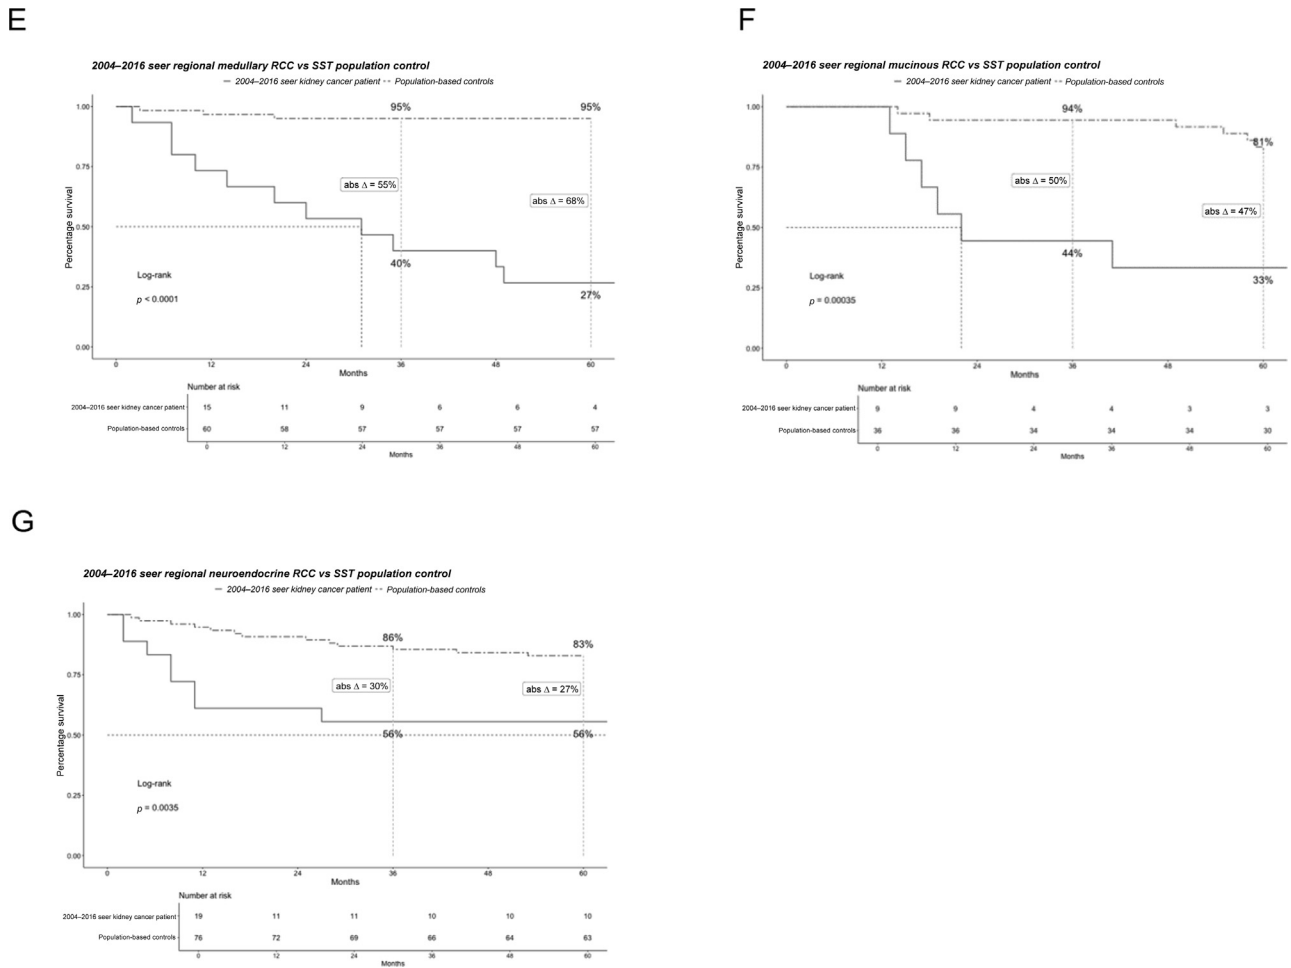 E
2004–2016 seer regional medullary RCC vs SST population control
2004–2016 seer kidney cancer patient Population-based controls
Percentage survival
1.00
0.75
0.50
0.25
0.00
95%
95%
abs Δ = 55%
abs Δ = 68%
40%
27%
Log-rank
p < 0.0001
0 12 24 36 48 60
Months
Number at risk
2004–2016 seer kidney cancer patient 15 11 9 6 6 4
Population-based controls 60 58 57 57 57 57
0 12 24 36 48 60
Months
F
2004–2016 seer regional mucinous RCC vs SST population control
2004–2016 seer kidney cancer patient Population-based controls
Percentage survival
1.00
0.75
0.50
0.25
0.00
94%
81%
abs Δ = 50%
abs Δ = 47%
44%
33%
Log-rank
p = 0.00035
0 12 24 36 48 60
Months
Number at risk
2004–2016 seer kidney cancer patient 9 9 4 4 3 3
Population-based controls 36 36 34 34 34 30
0 12 24 36 48 60
Months
G
2004–2016 seer regional neuroendocrine RCC vs SST population control
2004–2016 seer kidney cancer patient Population-based controls
Percentage survival
1.00
0.75
0.50
0.25
0.00
86%
83%
abs Δ = 30%
abs Δ = 27%
56%
56%
Log-rank
p = 0.0035
0 12 24 36 48 60
Months
Number at risk
2004–2016 seer kidney cancer patient 19 11 11 10 10 10
Population-based controls 76 72 69 66 64 63
0 12 24 36 48 60
Months